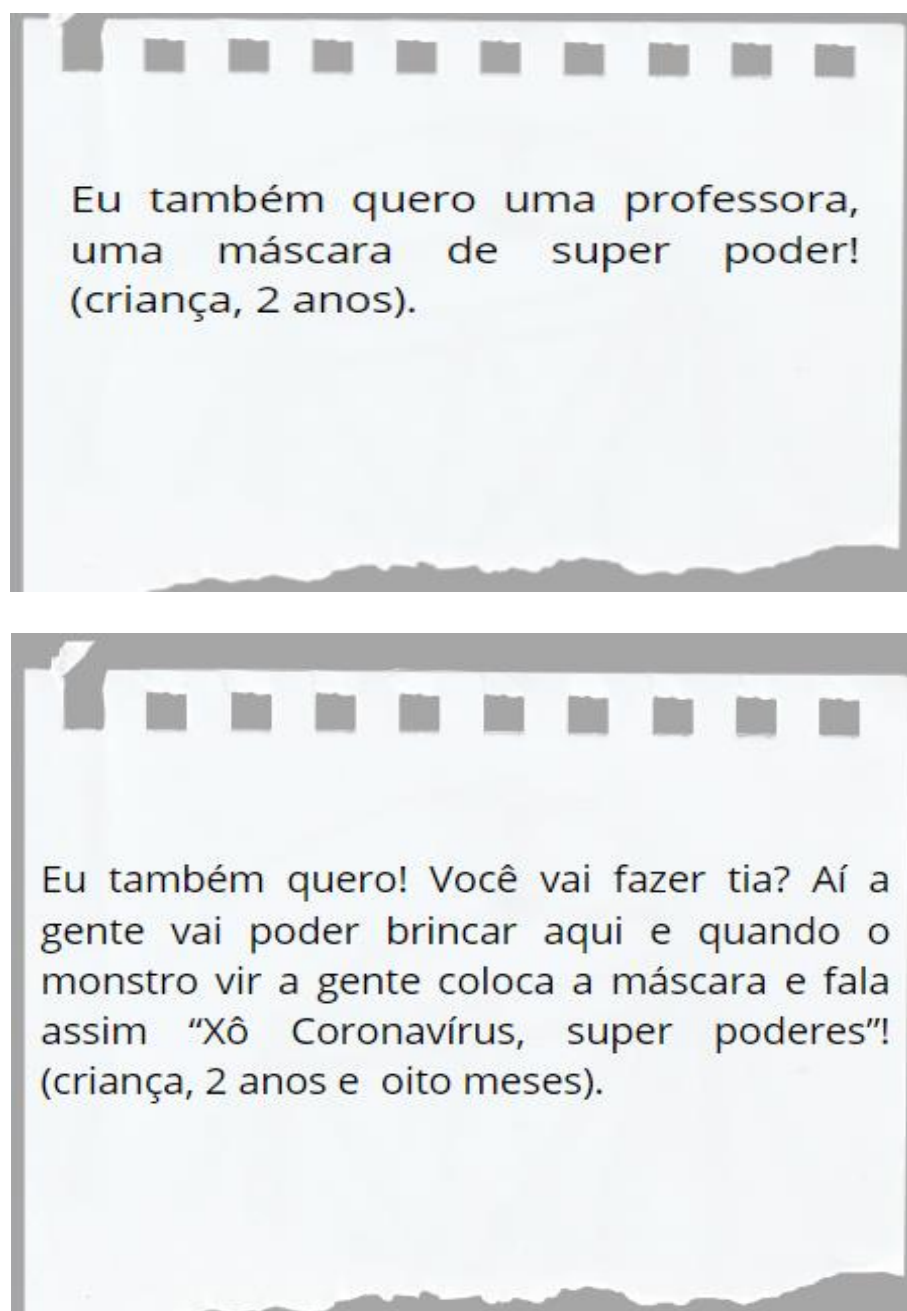 Eu também quero uma professora,
uma máscara de super poder!
(criança, 2 anos).
Eu também quero! Você vai fazer tia? Aí a
gente vai poder brincar aqui e quando o
monstro vir a gente coloca a máscara e fala
assim “Xô Coronavírus, super poderes”!
(criança, 2 anos e oito meses).